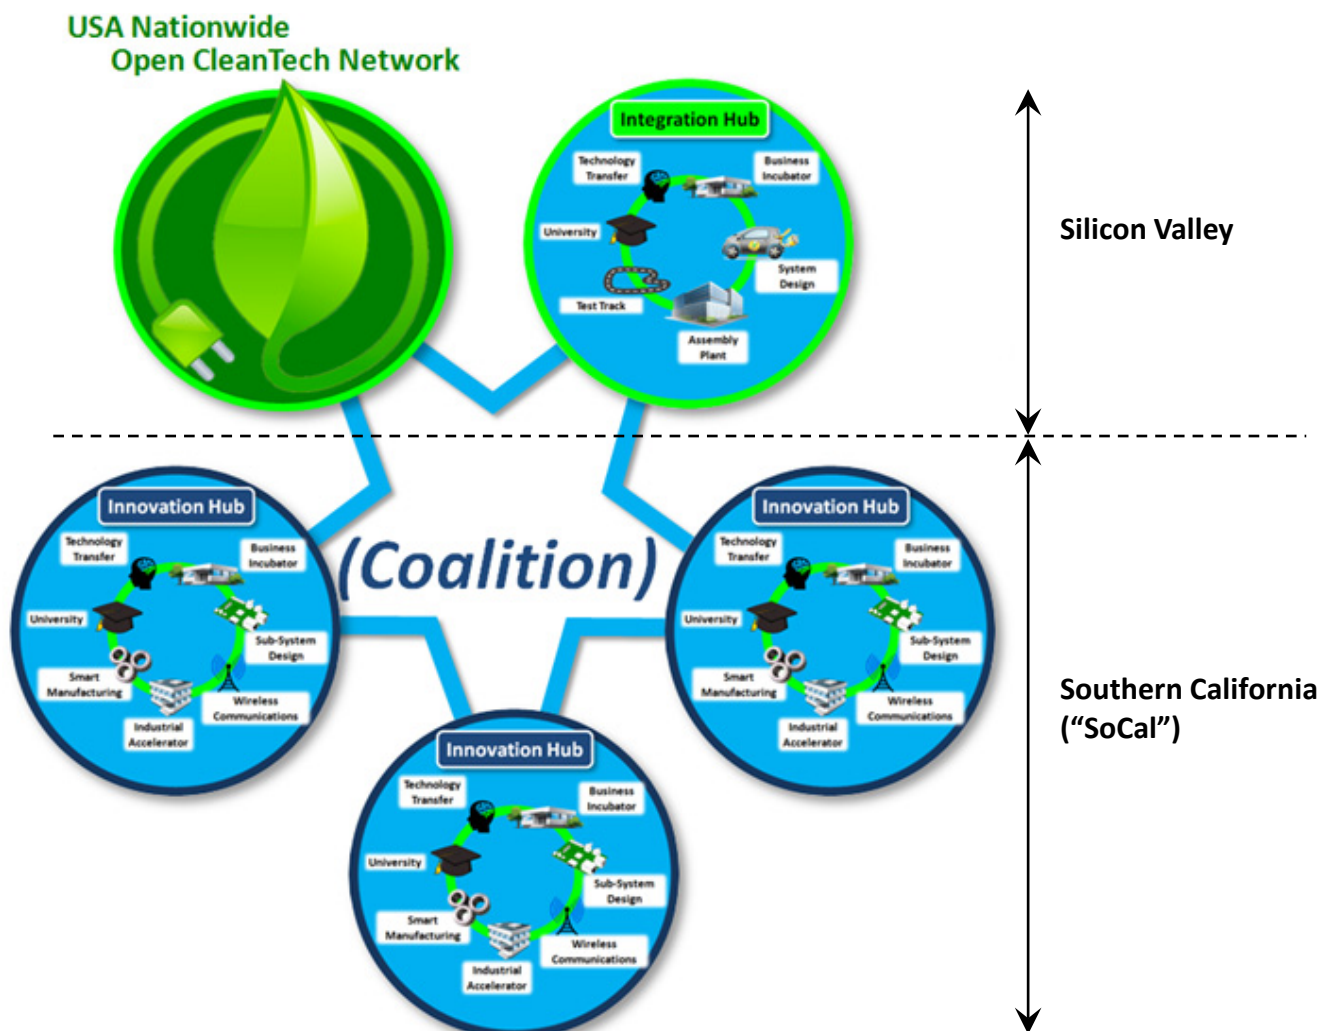 USA Nationwide
Open CleanTech Network
Integration Hub
Technology
Transfer
Business
Incubator
University
System
Design
Test Track
Assembly
Plant
Silicon Valley
Innovation Hub
Technology
Transfer
Business
Incubator
University
Sub-System
Design
Smart
Manufacturing
Wireless
Communications
Industrial
Accelerator
(Coalition)
Innovation Hub
Technology
Transfer
Business
Incubator
University
Sub-System
Design
Smart
Manufacturing
Wireless
Communications
Industrial
Accelerator
Southern California
(“SoCal”)
Innovation Hub
Technology
Transfer
Business
Incubator
University
Sub-System
Design
Smart
Manufacturing
Wireless
Communications
Industrial
Accelerator